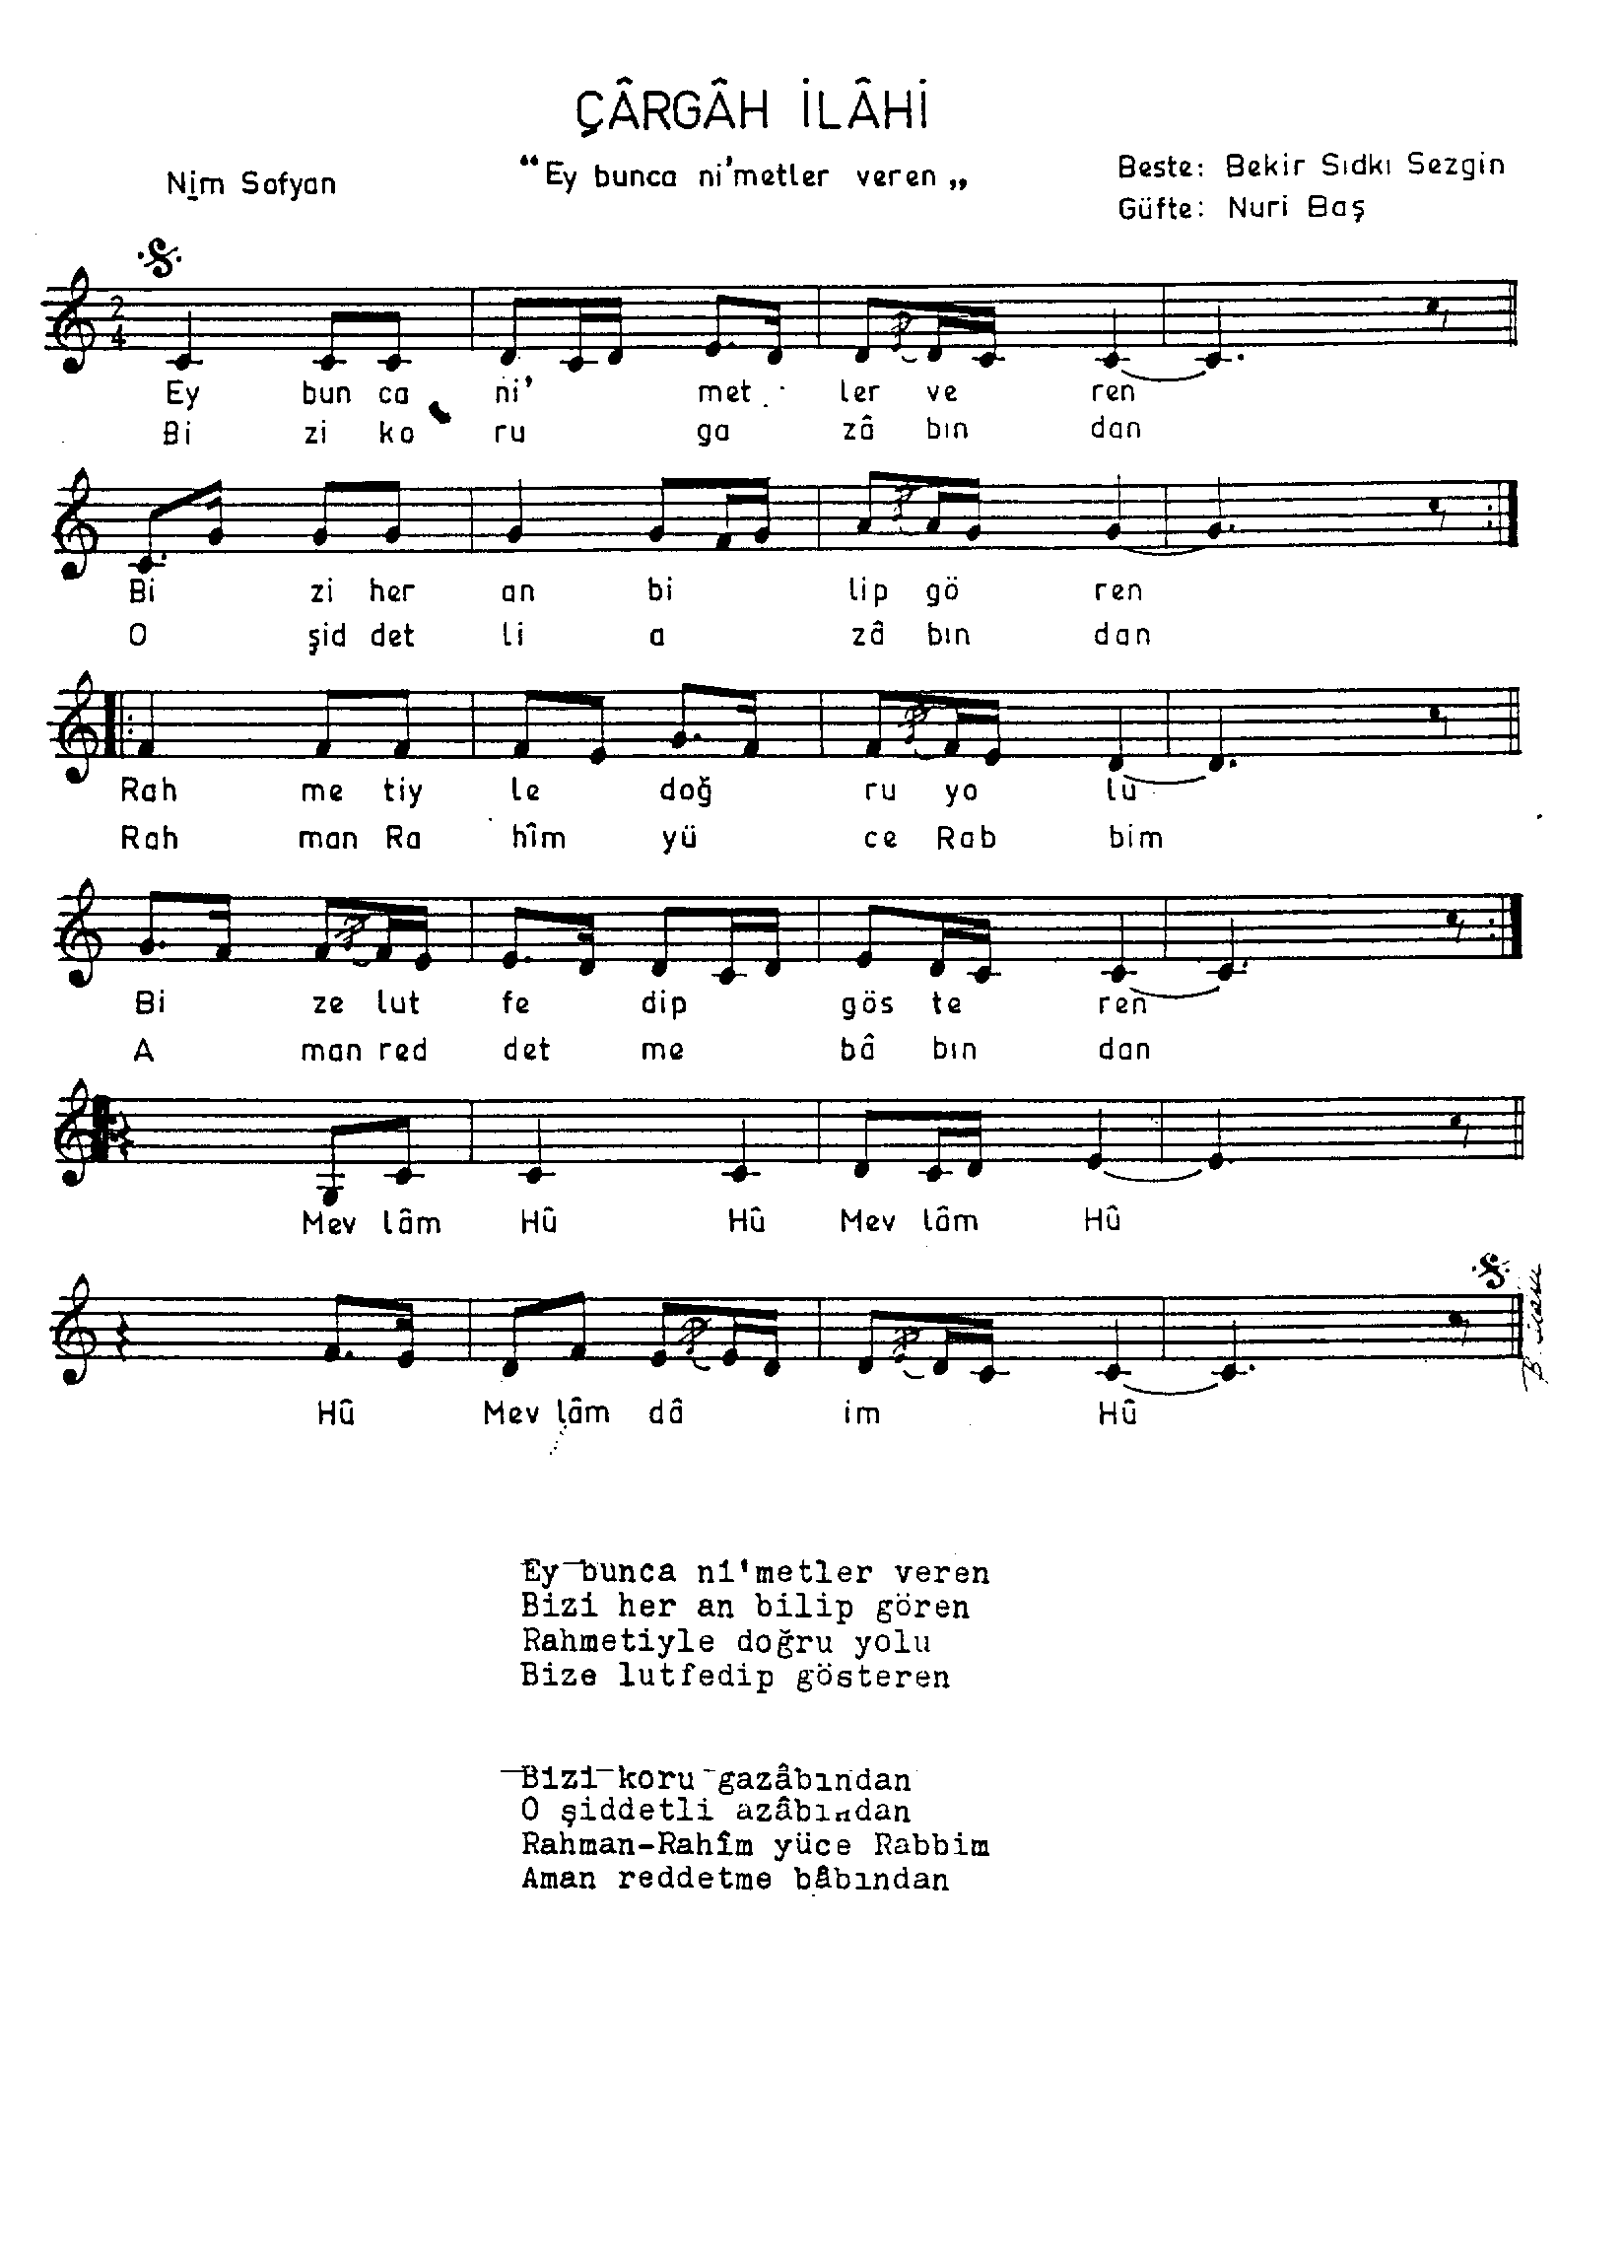 ÇÂRGÂH İLÂHİ
Nim Sofyan
“Ey bunca ni'metler veren„
Beste: Bekir Sıdkı Sezgin
Güfte: Nuri Baş
2
4
Ey bun ca ni' met ler ve ren
Bi zi ko ru ga zâ bın dan
Bi zi her an bi lip gö ren
O şid det li a zâ bın dan
Rah me tiy le doğ ru yo lu
Rah man Ra hîm yü ce Rab bim
Bi ze lut fe dip gös te ren
A man red det me bâ bın dan
Mev lâm Hû Hû Mev lâm Hû
Hû Mev lâm dâ im Hû
Ey bunca ni'metler veren
Bizi her an bilip gören
Rahmetiyle doğru yolu
Bize lutfedip gösteren
Bizi koru gazâbından
O şiddetli azâbından
Rahman-Rahîm yüce Rabbim
Aman reddetme bâbından